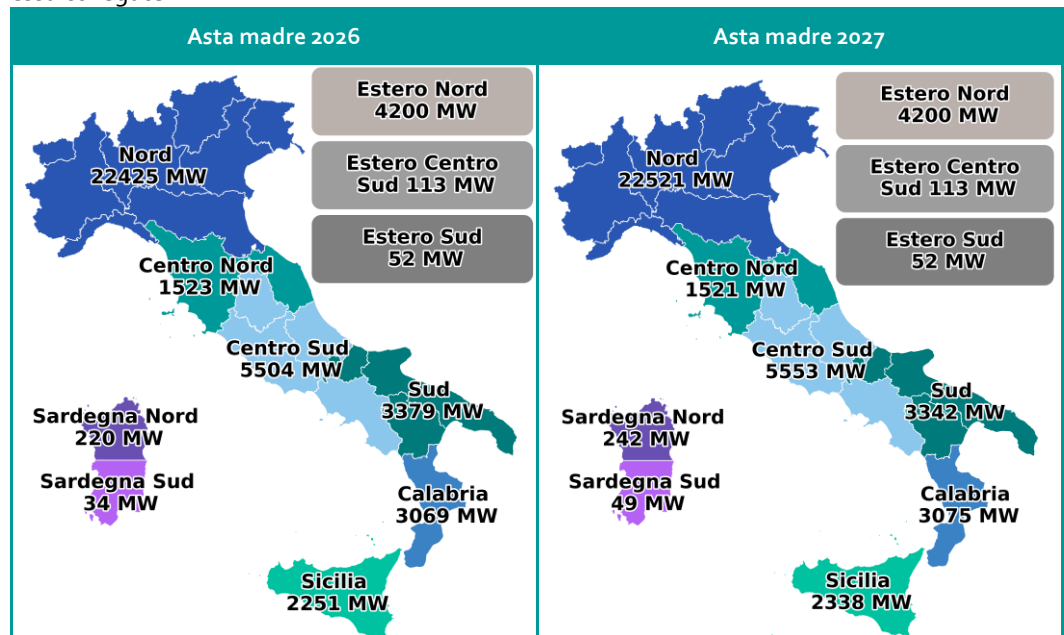 Asta madre 2026
Asta madre 2027
Estero Nord
4200 MW
Estero Centro
Sud 113 MW
Estero Sud
52 MW
Nord
22425 MW
Centro Nord
1523 MW
Centro Sud
5504 MW
Sud
3379 MW
Sardegna Nord
220 MW
Sardegna Sud
34 MW
Calabria
3069 MW
Sicilia
2251 MW
Estero Nord
4200 MW
Estero Centro
Sud 113 MW
Estero Sud
52 MW
Nord
22521 MW
Centro Nord
1521 MW
Centro Sud
5553 MW
Sud
3342 MW
Sardegna Nord
242 MW
Sardegna Sud
49 MW
Calabria
3075 MW
Sicilia
2338 MW